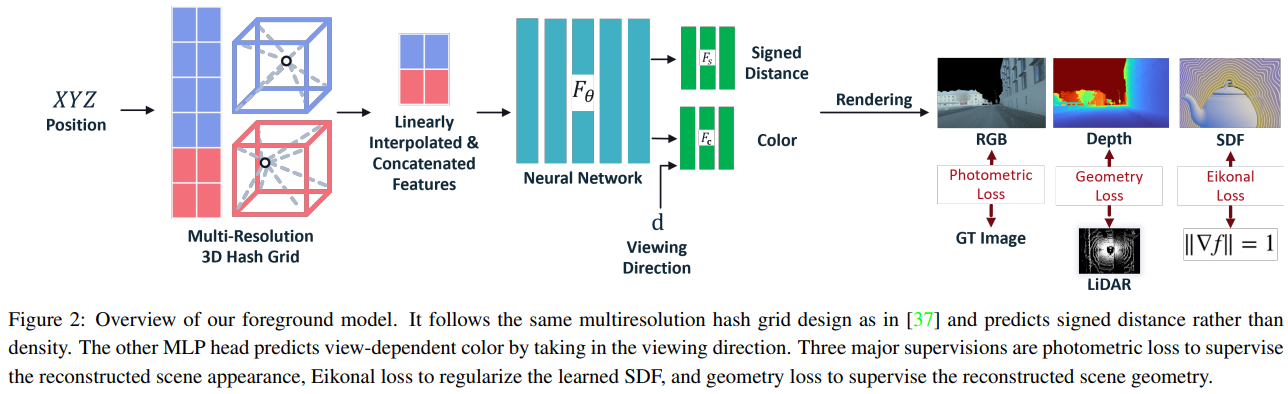 XYZ
Position
Multi-Resolution
3D Hash Grid
Linearly
Interpolated &
Concatenated
Features
F_θ
Neural Network
F_s
Signed
Distance
F_c
Color
d
Viewing
Direction
Rendering
RGB
Depth
SDF
Photometric
Loss
Geometry
Loss
Eikonal
Loss
GT Image
LiDAR
‖∇f‖ = 1
Figure 2: Overview of our foreground model. It follows the same multiresolution hash grid design as in [37] and predicts signed distance rather than
density. The other MLP head predicts view-dependent color by taking in the viewing direction. Three major supervisions are photometric loss to supervise
the reconstructed scene appearance, Eikonal loss to regularize the learned SDF, and geometry loss to supervise the reconstructed scene geometry.